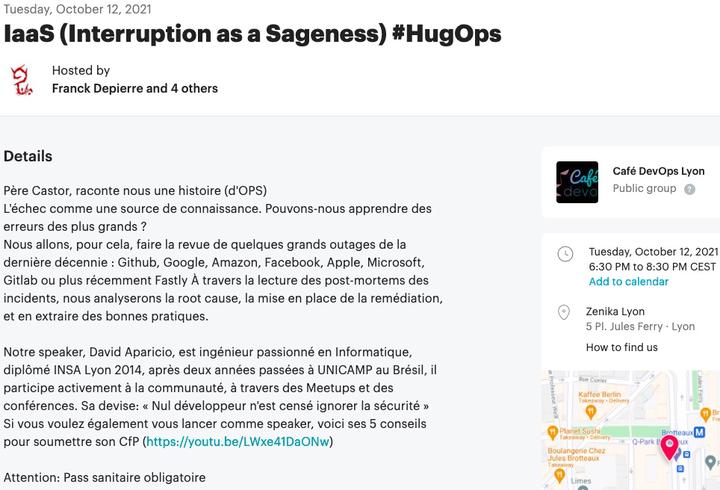 Tuesday, October 12, 2021
IaaS (Interruption as a Sageness) #HugOps
Hosted by
Franck Depierre and 4 others
Details
Père Castor, raconte nous une histoire (d'OPS)
L'échec comme une source de connaissance. Pouvons-nous apprendre des
erreurs des plus grands ?
Nous allons, pour cela, faire la revue de quelques grands outages de la
dernière décennie : Github, Google, Amazon, Facebook, Apple, Microsoft,
Gitlab ou plus récemment Fastly À travers la lecture des post-mortems des
incidents, nous analyserons la root cause, la mise en place de la remédiation,
et en extraire des bonnes pratiques.
Notre speaker, David Aparicio, est ingénieur passionné en Informatique,
diplômé INSA Lyon 2014, après deux années passées à UNICAMP au Brésil, il
participe activement à la communauté, à travers des Meetups et des
conférences. Sa devise: « Nul développeur n'est censé ignorer la sécurité »
Si vous voulez également vous lancer comme speaker, voici ses 5 conseils
pour soumettre son CfP (https://youtu.be/LWxe41DaONw)
Attention: Pass sanitaire obligatoire
Café
devo
Café DevOps Lyon
Public group ?
Tuesday, October 12, 2021
6:30 PM to 8:30 PM CEST
Add to calendar
Zenika Lyon
5 Pl. Jules Ferry · Lyon
How to find us
Rue Cuvier
Kaffee Berlin
Takeaway • Delivery
Planet Sushi
Takeaway • Delivery
Brotteaux M
Q-Park Brotteaux
Boulangerie Chez
Jules Brotteaux
Limes